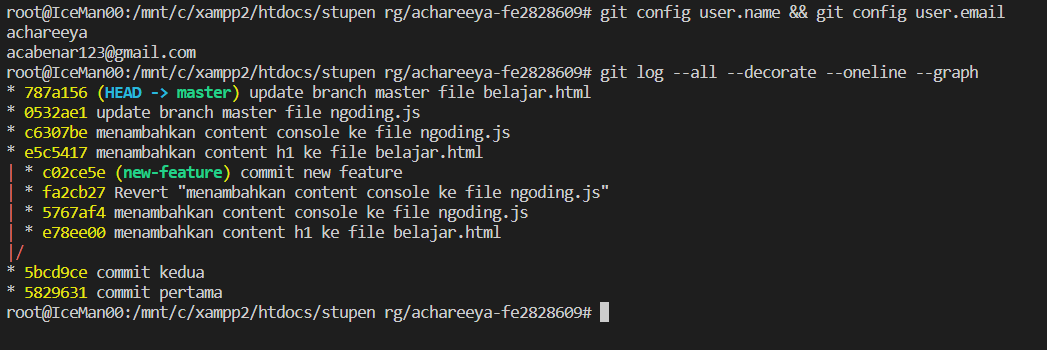 root@IceMan00:/mnt/c/xampp2/htdocs/stupen rg/achareeya-fe2828609# git config user.name && git config user.email
achareeya
acabenar123@gmail.com
root@IceMan00:/mnt/c/xampp2/htdocs/stupen rg/achareeya-fe2828609# git log --all --decorate --oneline --graph
* 787a156 (HEAD -> master) update branch master file belajar.html
* 0532ae1 update branch master file ngoding.js
* c6307be menambahkan content console ke file ngoding.js
* e5c5417 menambahkan content h1 ke file belajar.html
| * c02ce5e (new-feature) commit new feature
| * fa2cb27 Revert "menambahkan content console ke file ngoding.js"
| * 5767af4 menambahkan content console ke file ngoding.js
| * e78ee00 menambahkan content h1 ke file belajar.html
|/
* 5bcd9ce commit kedua
* 5829631 commit pertama
root@IceMan00:/mnt/c/xampp2/htdocs/stupen rg/achareeya-fe2828609#